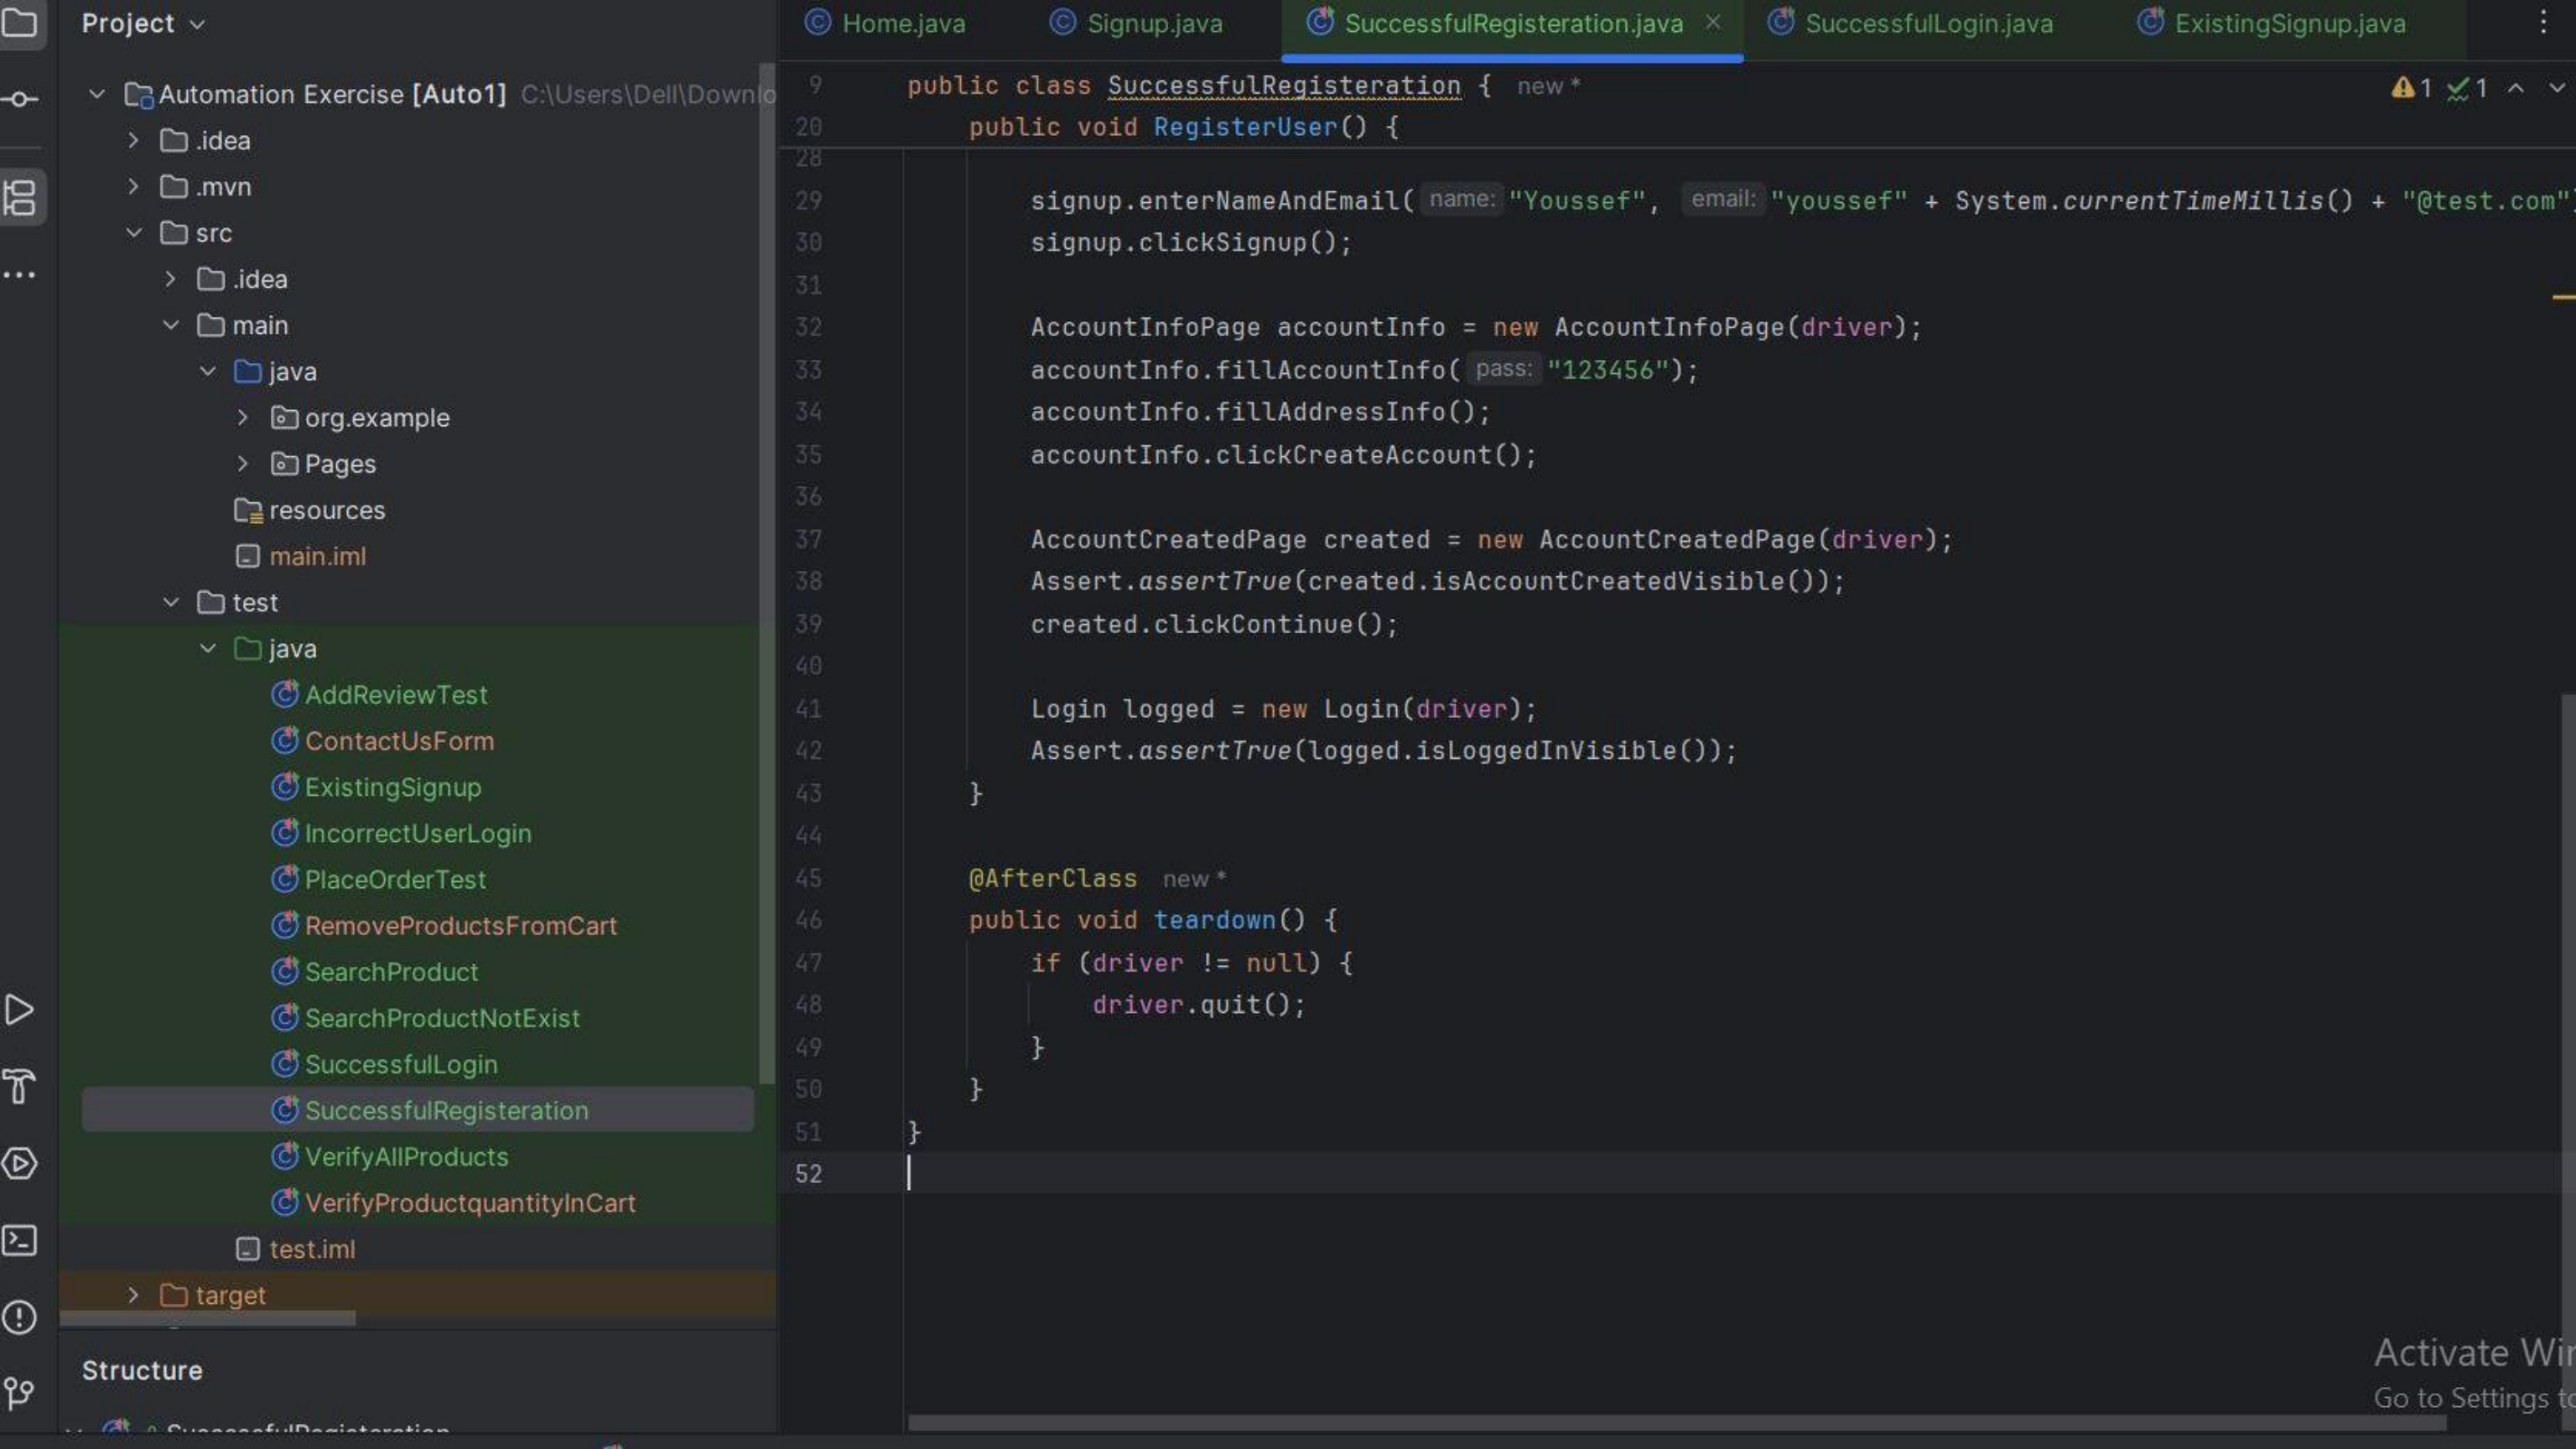 Project
Home.java
Signup.java
SuccessfulRegisteration.java
SuccessfulLogin.java
ExistingSignup.java
Automation Exercise [Auto1] C:\Users\Dell\Downlo
.idea
.mvn
src
.idea
main
java
org.example
Pages
resources
main.iml
test
java
AddReviewTest
ContactUsForm
ExistingSignup
IncorrectUserLogin
PlaceOrderTest
RemoveProductsFromCart
SearchProduct
SearchProductNotExist
SuccessfulLogin
SuccessfulRegisteration
VerifyAllProducts
VerifyProductquantityInCart
test.iml
target
Structure
SuccessfulRegisteration
9 public class SuccessfulRegisteration { new * 1 1
20 public void RegisterUser() {
28
29 signup.enterNameAndEmail( name: "Youssef", email: "youssef" + System.currentTimeMillis() + "@test.com")
30 signup.clickSignup();
31
32 AccountInfoPage accountInfo = new AccountInfoPage(driver);
33 accountInfo.fillAccountInfo( pass: "123456");
34 accountInfo.fillAddressInfo();
35 accountInfo.clickCreateAccount();
36
37 AccountCreatedPage created = new AccountCreatedPage(driver);
38 Assert.assertTrue(created.isAccountCreatedVisible());
39 created.clickContinue();
40
41 Login logged = new Login(driver);
42 Assert.assertTrue(logged.isLoggedInVisible());
43 }
44
45 @AfterClass new *
46 public void teardown() {
47 if (driver != null) {
48 driver.quit();
49 }
50 }
51 }
52
Activate Win
Go to Settings to